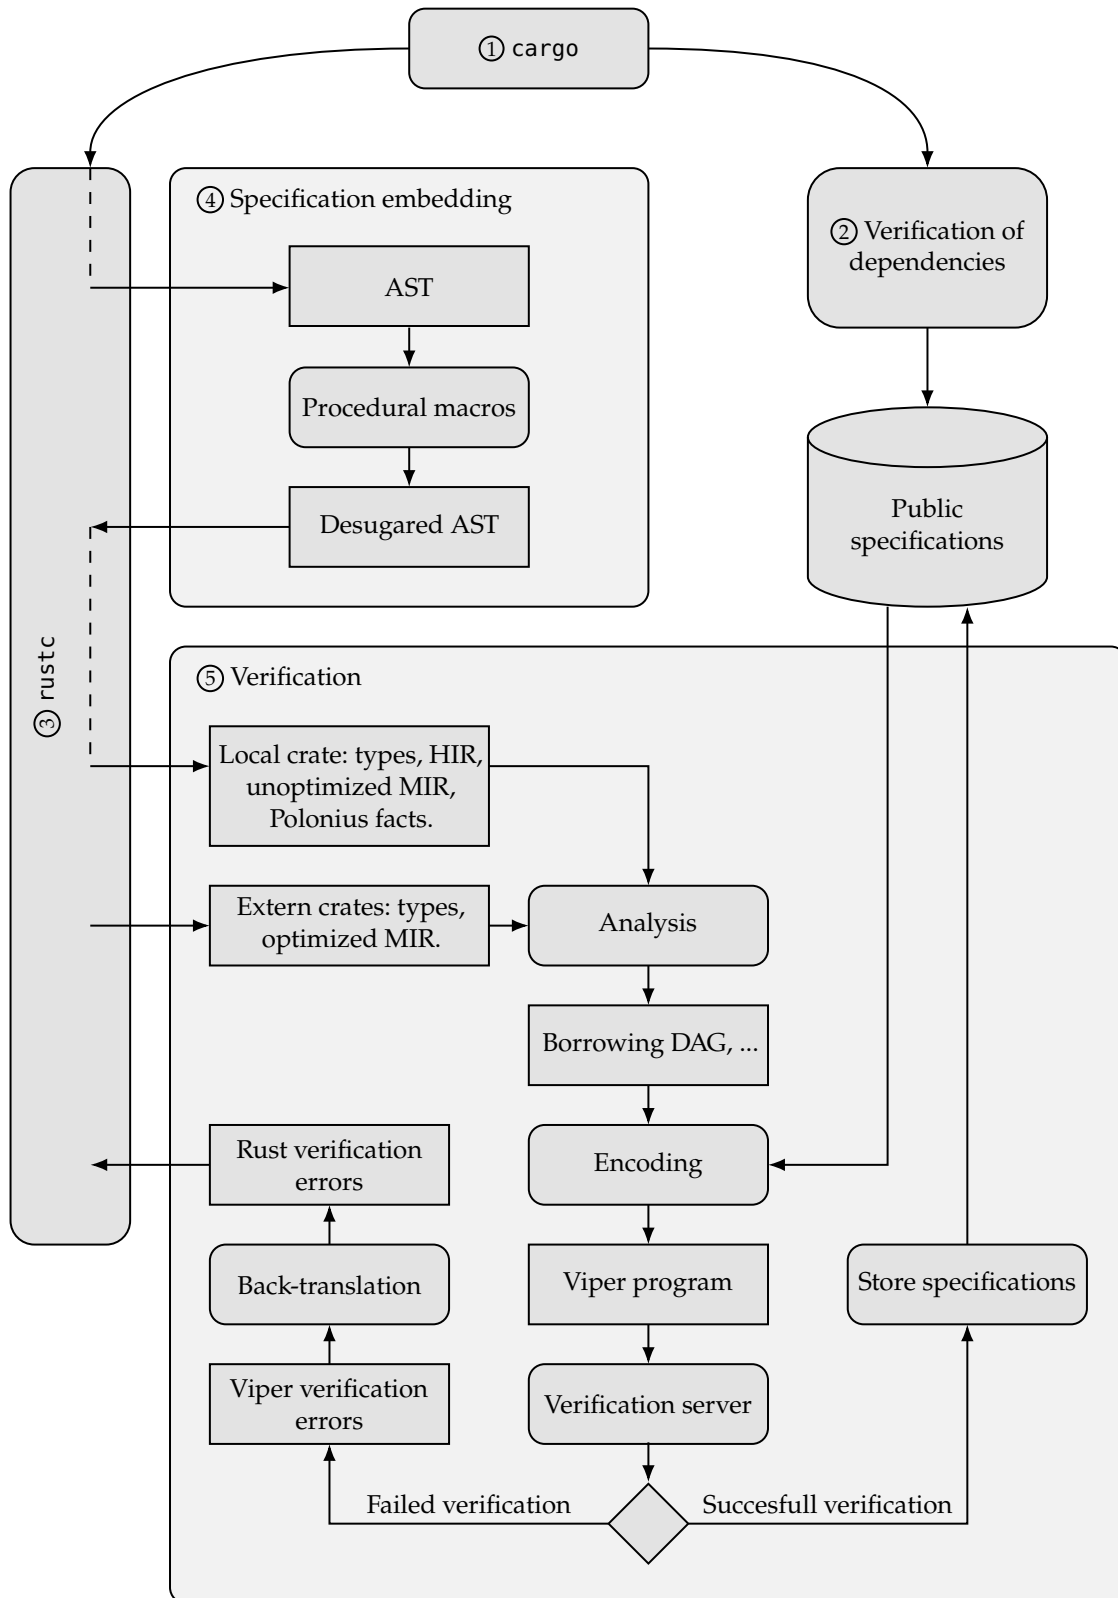 ① cargo
④ Specification embedding
② Verification of
dependencies
AST
Procedural macros
Desugared AST
Public
specifications
③ rustc
⑤ Verification
Local crate: types, HIR,
unoptimized MIR,
Polonius facts.
Extern crates: types,
optimized MIR.
Analysis
Borrowing DAG, ...
Rust verification
errors
Encoding
Back-translation
Viper program
Store specifications
Viper verification
errors
Verification server
Failed verification
Succesfull verification